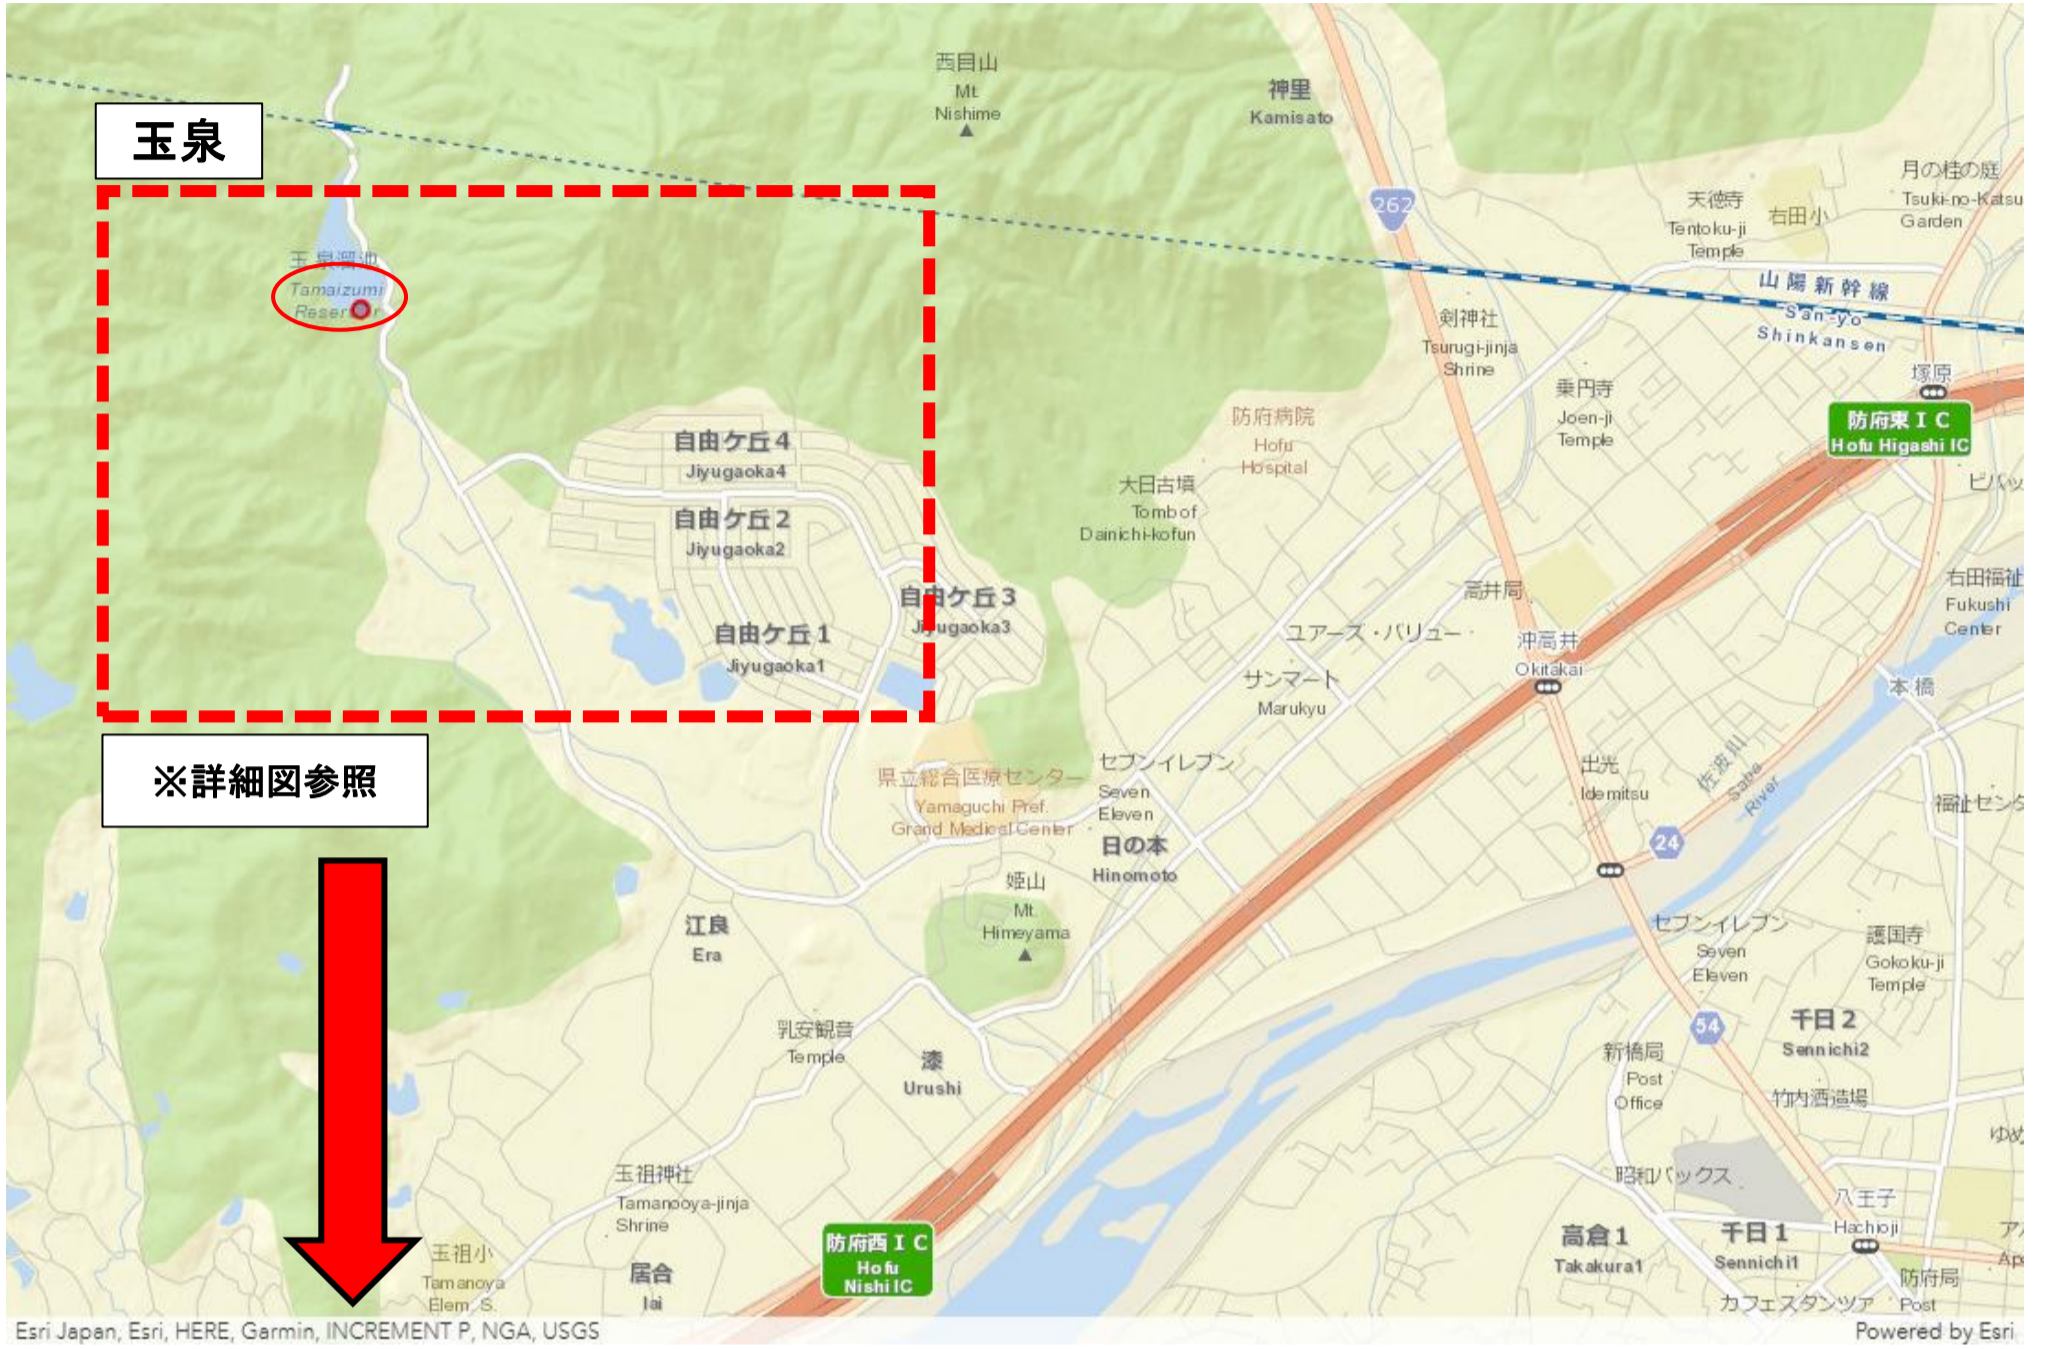 西目山
Mt.
Nishime
神里
Kamisato
玉泉
262
天徳寺
Tentoku-ji
Temple
右田小
月の桂の庭
Tsuki-no-Katsu
Garden
玉泉溜池
Tamaizumi
山陽新幹線
San-yo
Shinkansen
剣神社
Tsurugi-jinja
Shrine
塚原
乗円寺
Joen-ji
Temple
防府東ＩＣ
Hofu Higashi IC
防府病院
Hofu
Hospital
自由ケ丘４
Jiyugaoka4
大日古墳
Tomb of
Dainichi-kofun
自由ケ丘２
Jiyugaoka2
右田福祉
Fukushi
Center
自由ケ丘３
Jiyugaoka3
高井局
自由ケ丘１
Jiyugaoka1
ユアーズ・バリュー
沖高井
Okitakai
サンマート
Marukyu
本橋
※詳細図参照
県立総合医療センター
Yamaguchi Pref.
Grand Medical Center
セブンイレブン
Seven
Eleven
出光
Idemitsu
佐波川
Saba
River
福祉センタ
24
日の本
Hinomoto
姫山
Mt.
Himeyama
江良
Era
セブンイレブン
Seven
Eleven
護国寺
Gokoku-ji
Temple
乳安観音
Temple
漆
Urushi
54
千日２
Sennichi2
新橋局
Post
Office
竹内酒造場
ゆめ
玉祖神社
Tamanooya-jinja
Shrine
昭和パックス
八王子
Hachioji
防府西ＩＣ
Hofu
Nishi IC
高倉１
Takakura1
千日１
Sennichi1
玉祖小
Tamanoya
Elem. S.
居合
Iai
防府局
Post
カフェスタンツァ
Esri Japan, Esri, HERE, Garmin, INCREMENT P, NGA, USGS
Powered by Esri